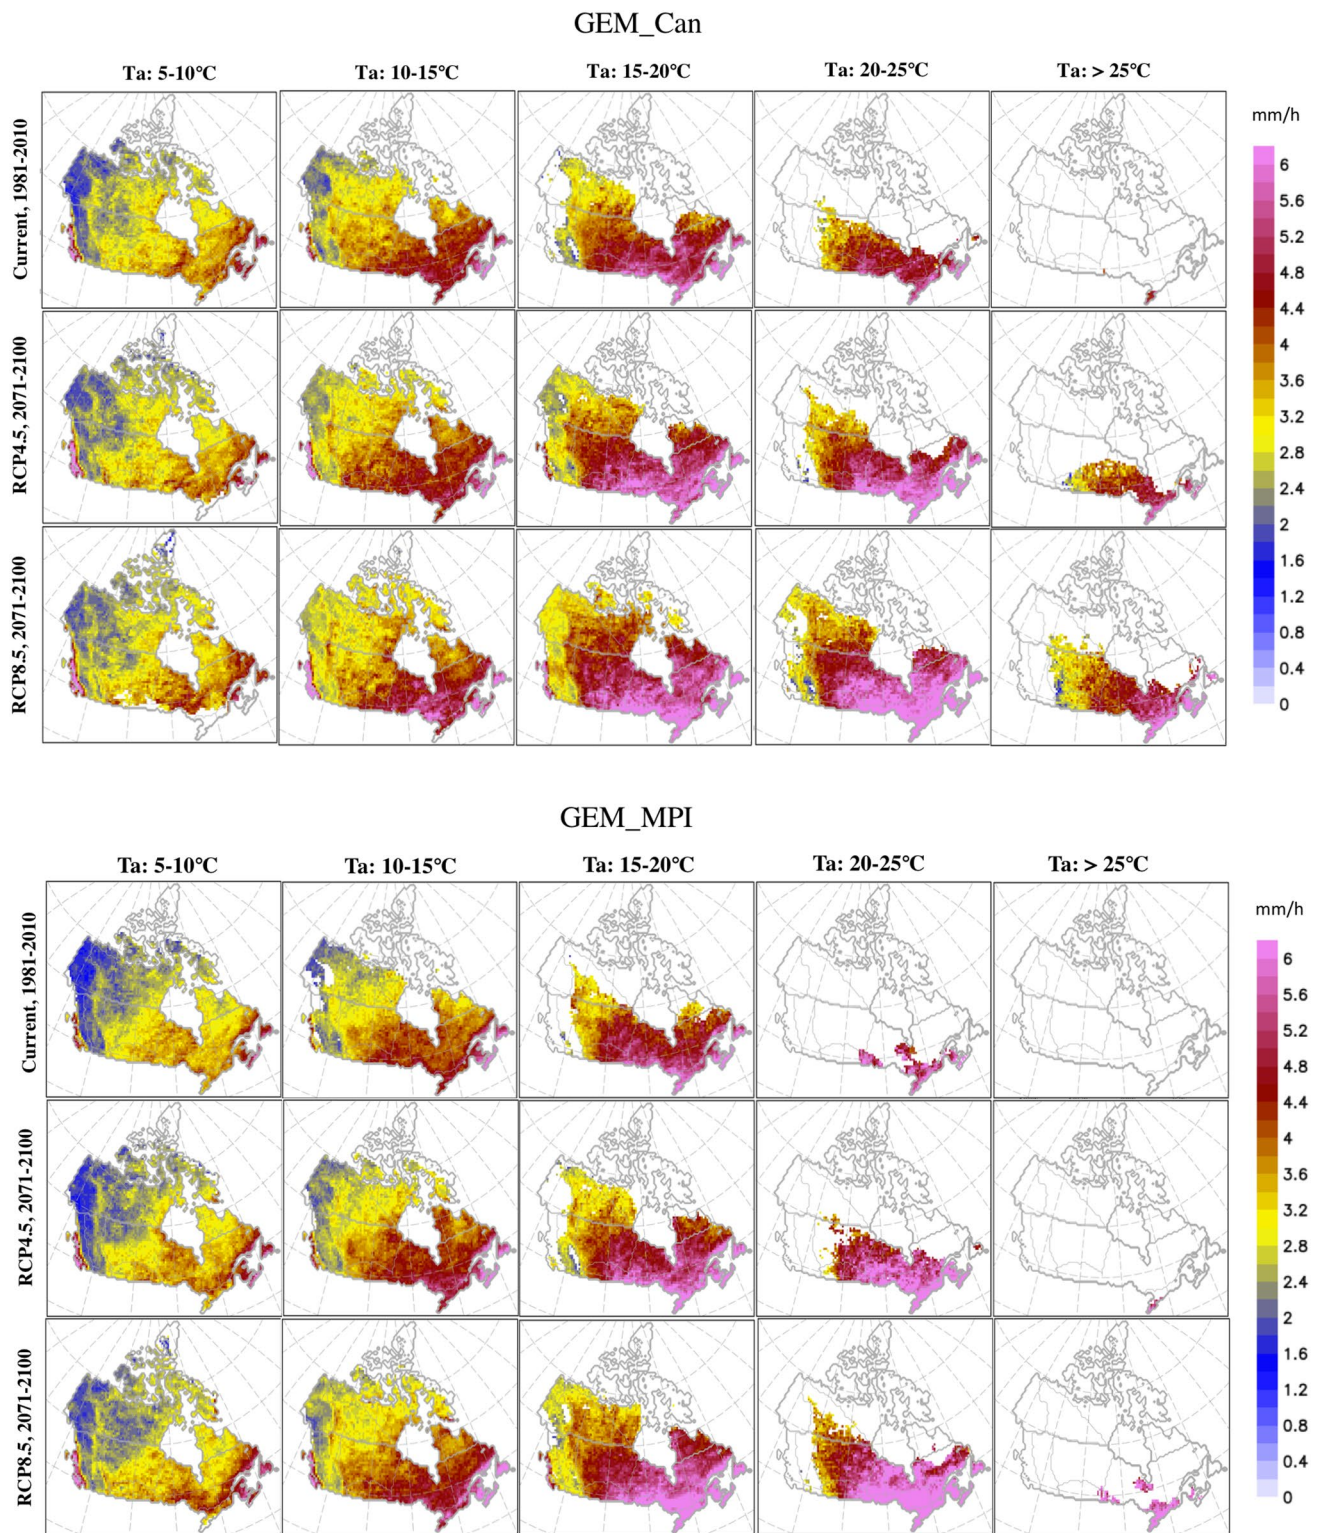 GEM_Can
Ta: 5-10°C
Ta: 10-15°C
Ta: 15-20°C
Ta: 20-25°C
Ta: > 25°C
mm/h
Current, 1981-2010
RCP4.5, 2071-2100
RCP8.5, 2071-2100
6
5.6
5.2
4.8
4.4
4
3.6
3.2
2.8
2.4
2
1.6
1.2
0.8
0.4
0
GEM_MPI
Ta: 5-10°C
Ta: 10-15°C
Ta: 15-20°C
Ta: 20-25°C
Ta: > 25°C
mm/h
Current, 1981-2010
RCP4.5, 2071-2100
RCP8.5, 2071-2100
6
5.6
5.2
4.8
4.4
4
3.6
3.2
2.8
2.4
2
1.6
1.2
0.8
0.4
0